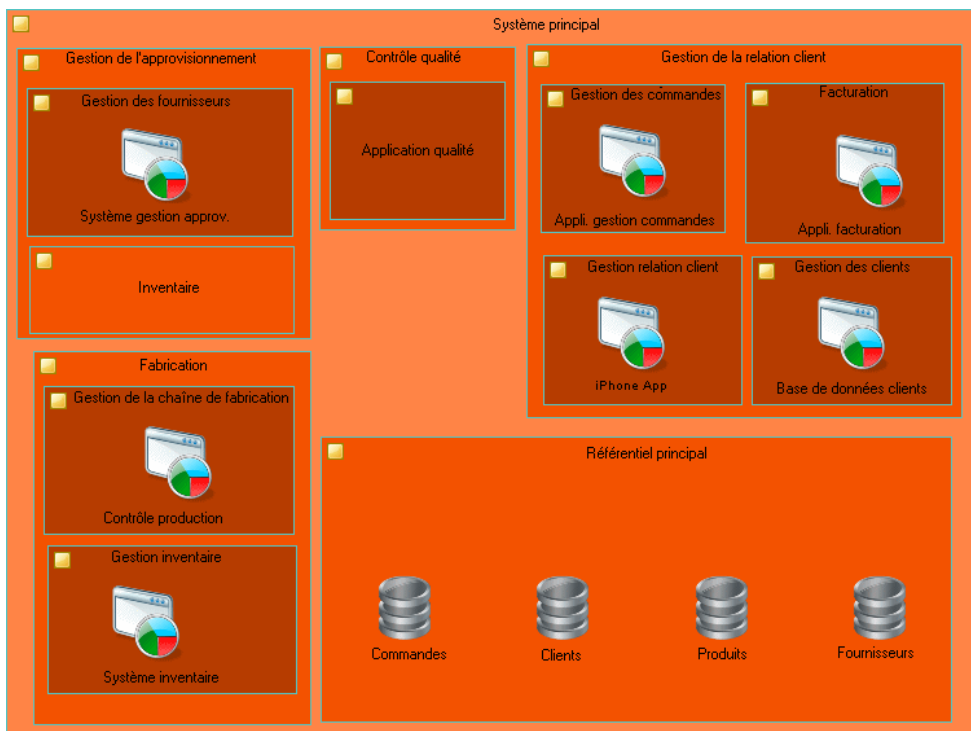 Système principal
Gestion de l'approvisionnement
Gestion des fournisseurs
Système gestion approv.
Inventaire
Contrôle qualité
Application qualité
Gestion de la relation client
Gestion des commandes
Appli. gestion commandes
Facturation
Appli. facturation
Gestion relation client
iPhone App
Gestion des clients
Base de données clients
Fabrication
Gestion de la chaîne de fabrication
Contrôle production
Gestion inventaire
Système inventaire
Référentiel principal
Commandes
Clients
Produits
Fournisseurs